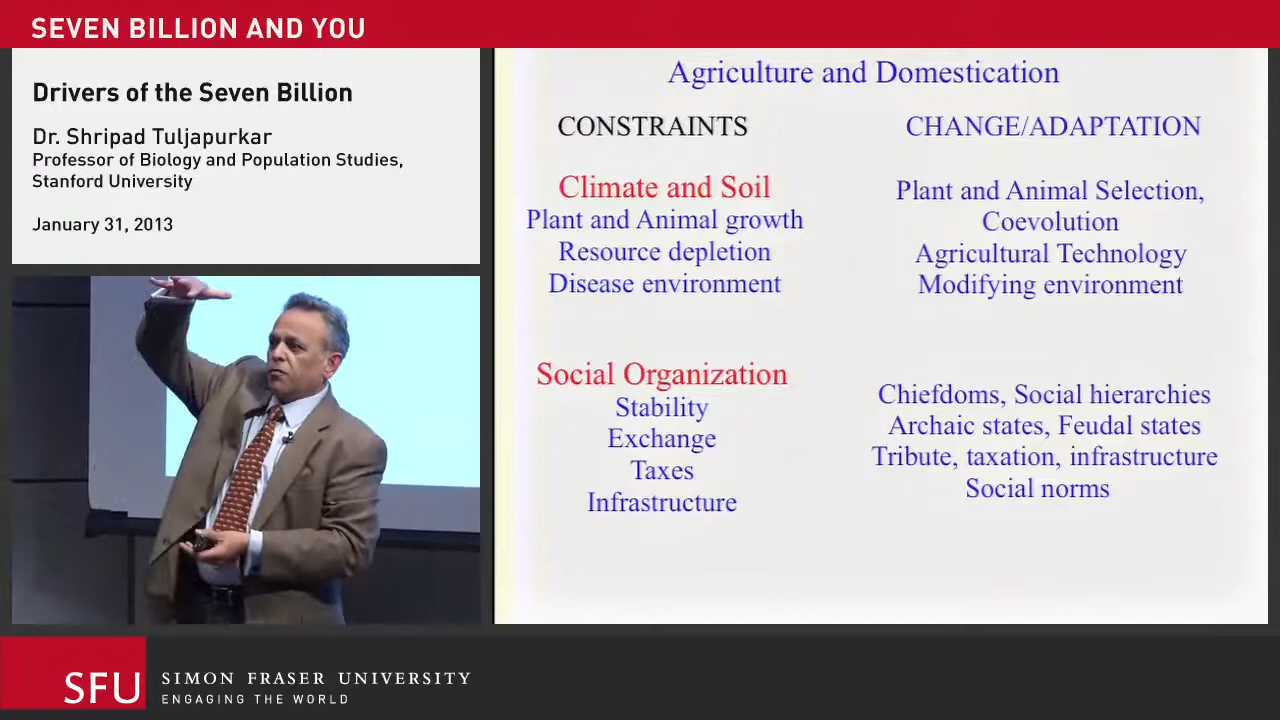 SEVEN BILLION AND YOU
Drivers of the Seven Billion
Dr. Shripad Tuljapurkar
Professor of Biology and Population Studies,
Stanford University
January 31, 2013
Agriculture and Domestication
CONSTRAINTS
Climate and Soil
Plant and Animal growth
Resource depletion
Disease environment
Social Organization
Stability
Exchange
Taxes
Infrastructure
CHANGE/ADAPTATION
Plant and Animal Selection,
Coevolution
Agricultural Technology
Modifying environment
Chiefdoms, Social hierarchies
Archaic states, Feudal states
Tribute, taxation, infrastructure
Social norms
SFU
SIMON FRASER UNIVERSITY
ENGAGING THE WORLD